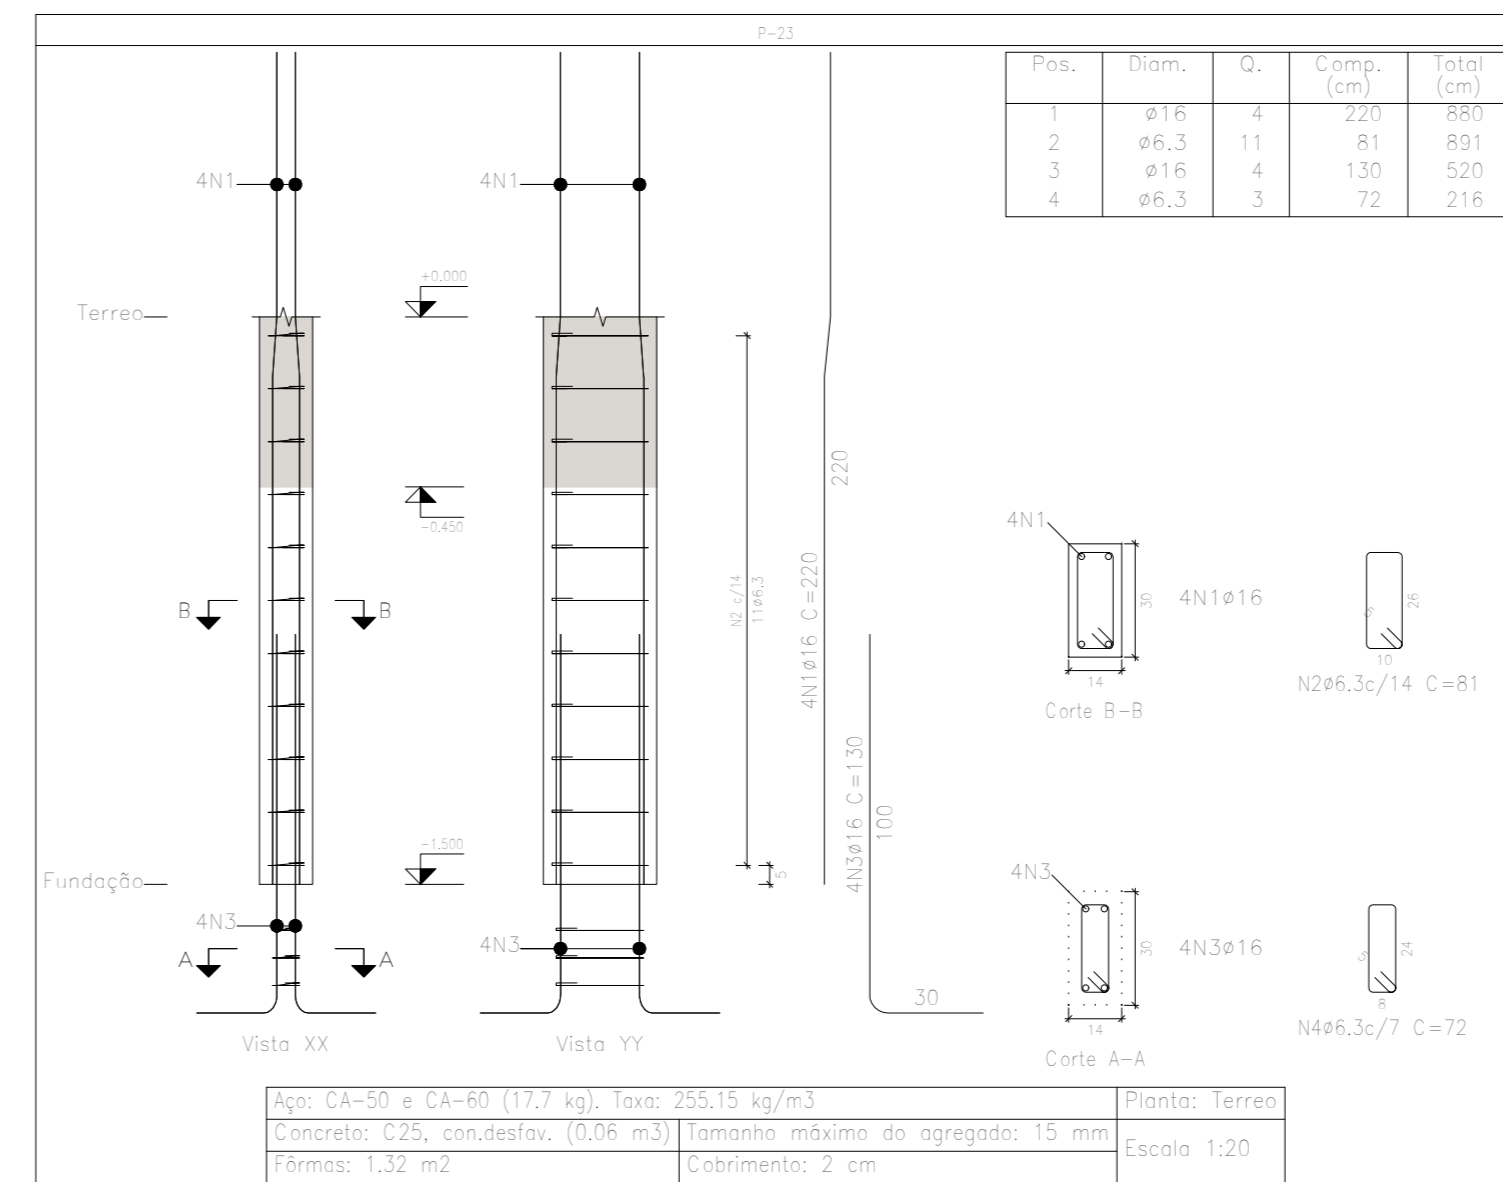 P-23
Pos. Diam. Q. Comp. (cm) Total (cm)
1 ø16 4 220 880
2 ø6.3 11 81 891
3 ø16 4 130 520
4 ø6.3 3 72 216
4N1
4N1
+0.000
Terreo
-0.450
B B
N2 c/14
11ø6.3
4N1ø16 C=220
220
4N1
30
4N1ø16
14
Corte B-B
5
26
10
N2ø6.3c/14 C=81
-1.500
Fundação
5
4N3
4N3
A A
4N3ø16 C=130
100
30
Vista XX
Vista YY
4N3
30
4N3ø16
14
Corte A-A
5
24
8
N4ø6.3c/7 C=72
Aço: CA-50 e CA-60 (17.7 kg). Taxa: 255.15 kg/m3
Planta: Terreo
Concreto: C25, con.desfav. (0.06 m3)
Tamanho máximo do agregado: 15 mm
Escala 1:20
Fôrmas: 1.32 m2
Cobrimento: 2 cm